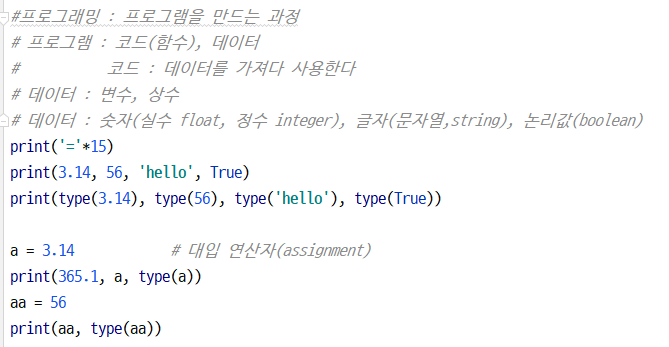 #프로그래밍 : 프로그램을 만드는 과정
# 프로그램 : 코드(함수), 데이터
#          코드 : 데이터를 가져다 사용한다
# 데이터 : 변수, 상수
# 데이터 : 숫자(실수 float, 정수 integer), 글자(문자열,string), 논리값(boolean)
print('='*15)
print(3.14, 56, 'hello', True)
print(type(3.14), type(56), type('hello'), type(True))
a = 3.14          # 대입 연산자(assignment)
print(365.1, a, type(a))
aa = 56
print(aa, type(aa))